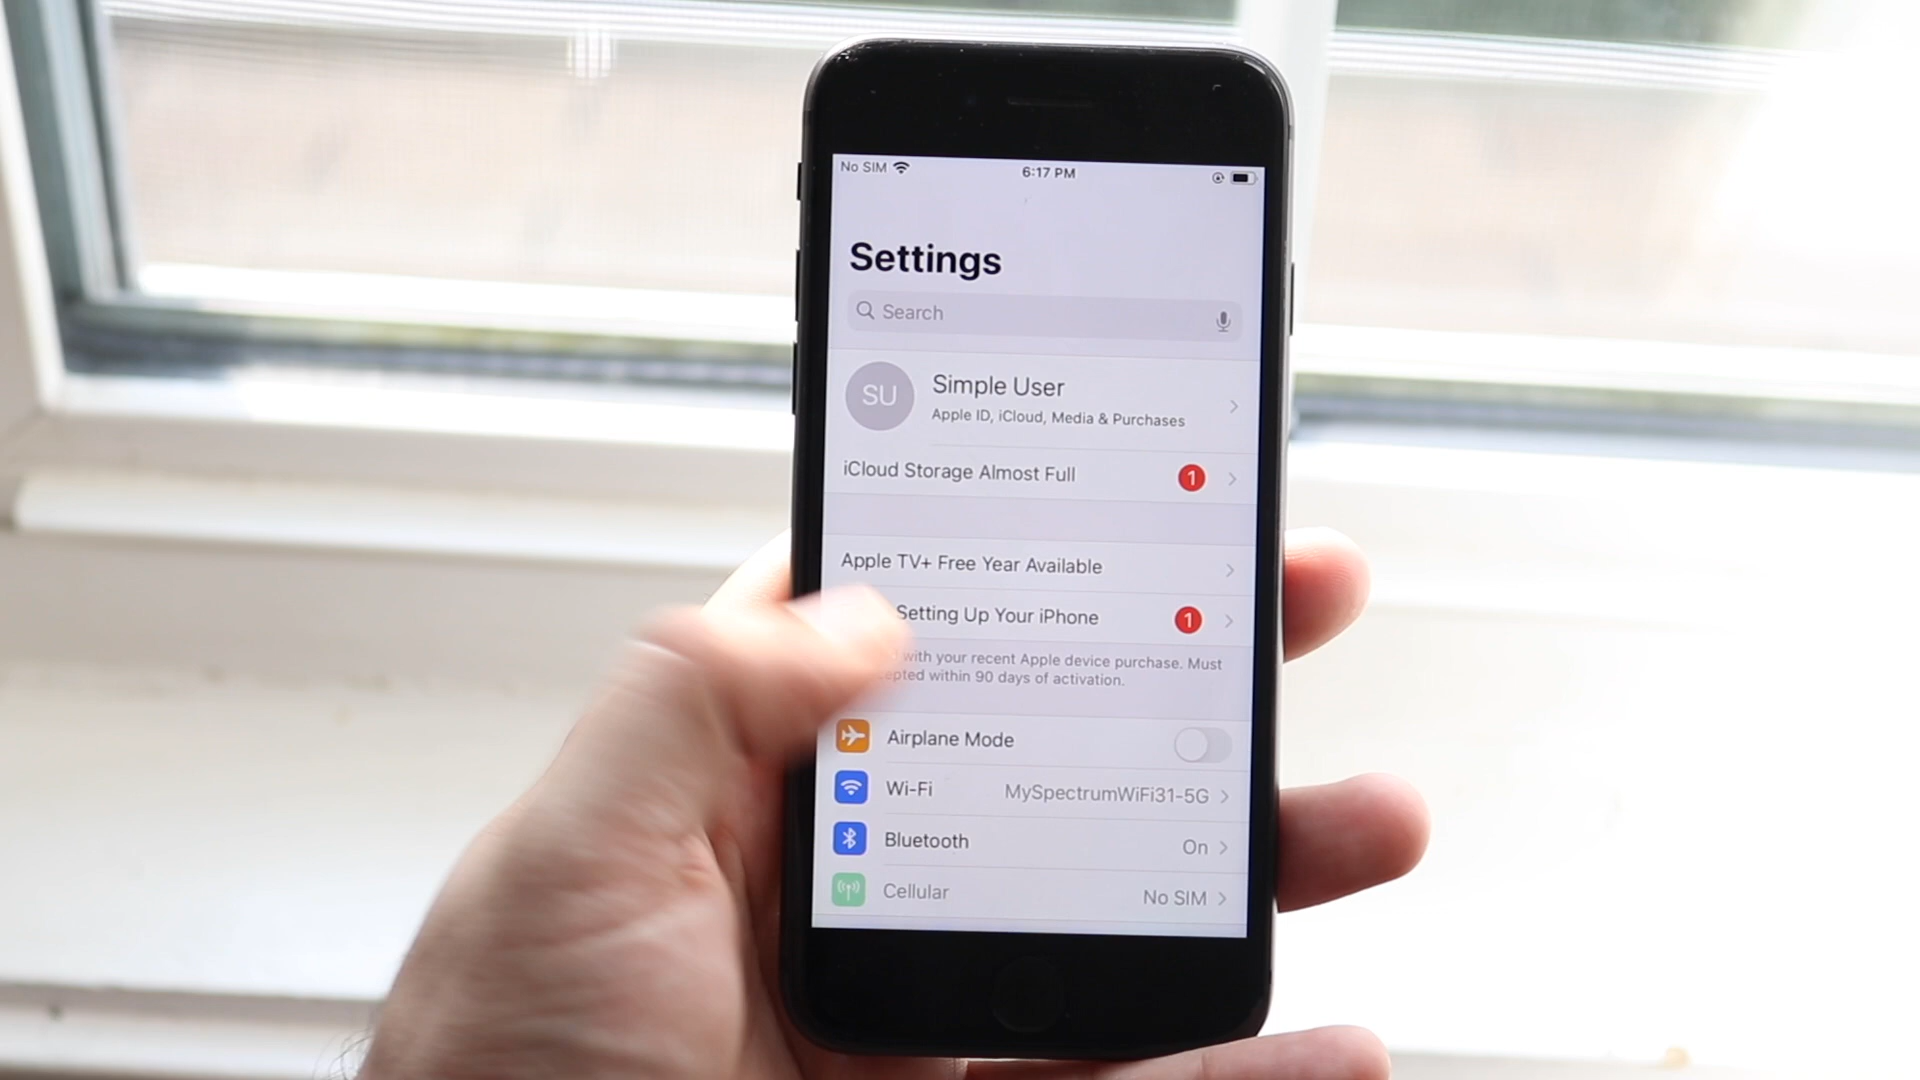 No SIM 6:17 PM
Settings
Search
SU
Simple User
Apple ID, iCloud, Media & Purchases
iCloud Storage Almost Full 1
Apple TV+ Free Year Available
Setting Up Your iPhone 1
with your recent Apple device purchase. Must
within 90 days of activation.
Airplane Mode
Wi-Fi MySpectrumWiFi31-5G
Bluetooth On
Cellular No SIM